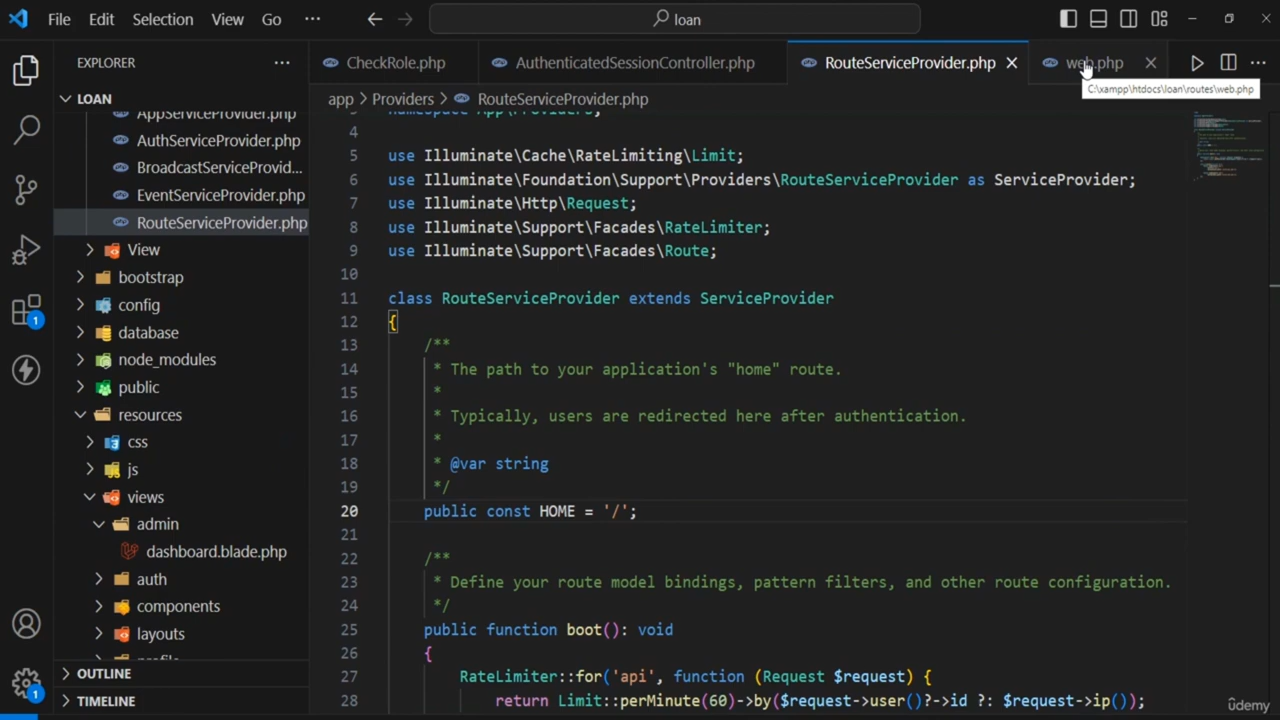 File Edit Selection View Go ··· loan
EXPLORER ···
LOAN
AppServiceProvider.php
AuthServiceProvider.php
BroadcastServiceProvid...
EventServiceProvider.php
RouteServiceProvider.php
View
bootstrap
config
database
node_modules
public
resources
css
js
views
admin
dashboard.blade.php
auth
components
layouts
profile
OUTLINE
TIMELINE
1
1
CheckRole.php AuthenticatedSessionController.php RouteServiceProvider.php web.php
C:\xampp\htdocs\loan\routes\web.php
app > Providers > RouteServiceProvider.php
3 namespace App\Providers;
4
5 use Illuminate\Cache\RateLimiting\Limit;
6 use Illuminate\Foundation\Support\Providers\RouteServiceProvider as ServiceProvider;
7 use Illuminate\Http\Request;
8 use Illuminate\Support\Facades\RateLimiter;
9 use Illuminate\Support\Facades\Route;
10
11 class RouteServiceProvider extends ServiceProvider
12 {
13 /**
14 * The path to your application's "home" route.
15 *
16 * Typically, users are redirected here after authentication.
17 *
18 * @var string
19 */
20 public const HOME = '/';
21
22 /**
23 * Define your route model bindings, pattern filters, and other route configuration.
24 */
25 public function boot(): void
26 {
27 RateLimiter::for('api', function (Request $request) {
28 return Limit::perMinute(60)->by($request->user()?->id ?: $request->ip());
udemy